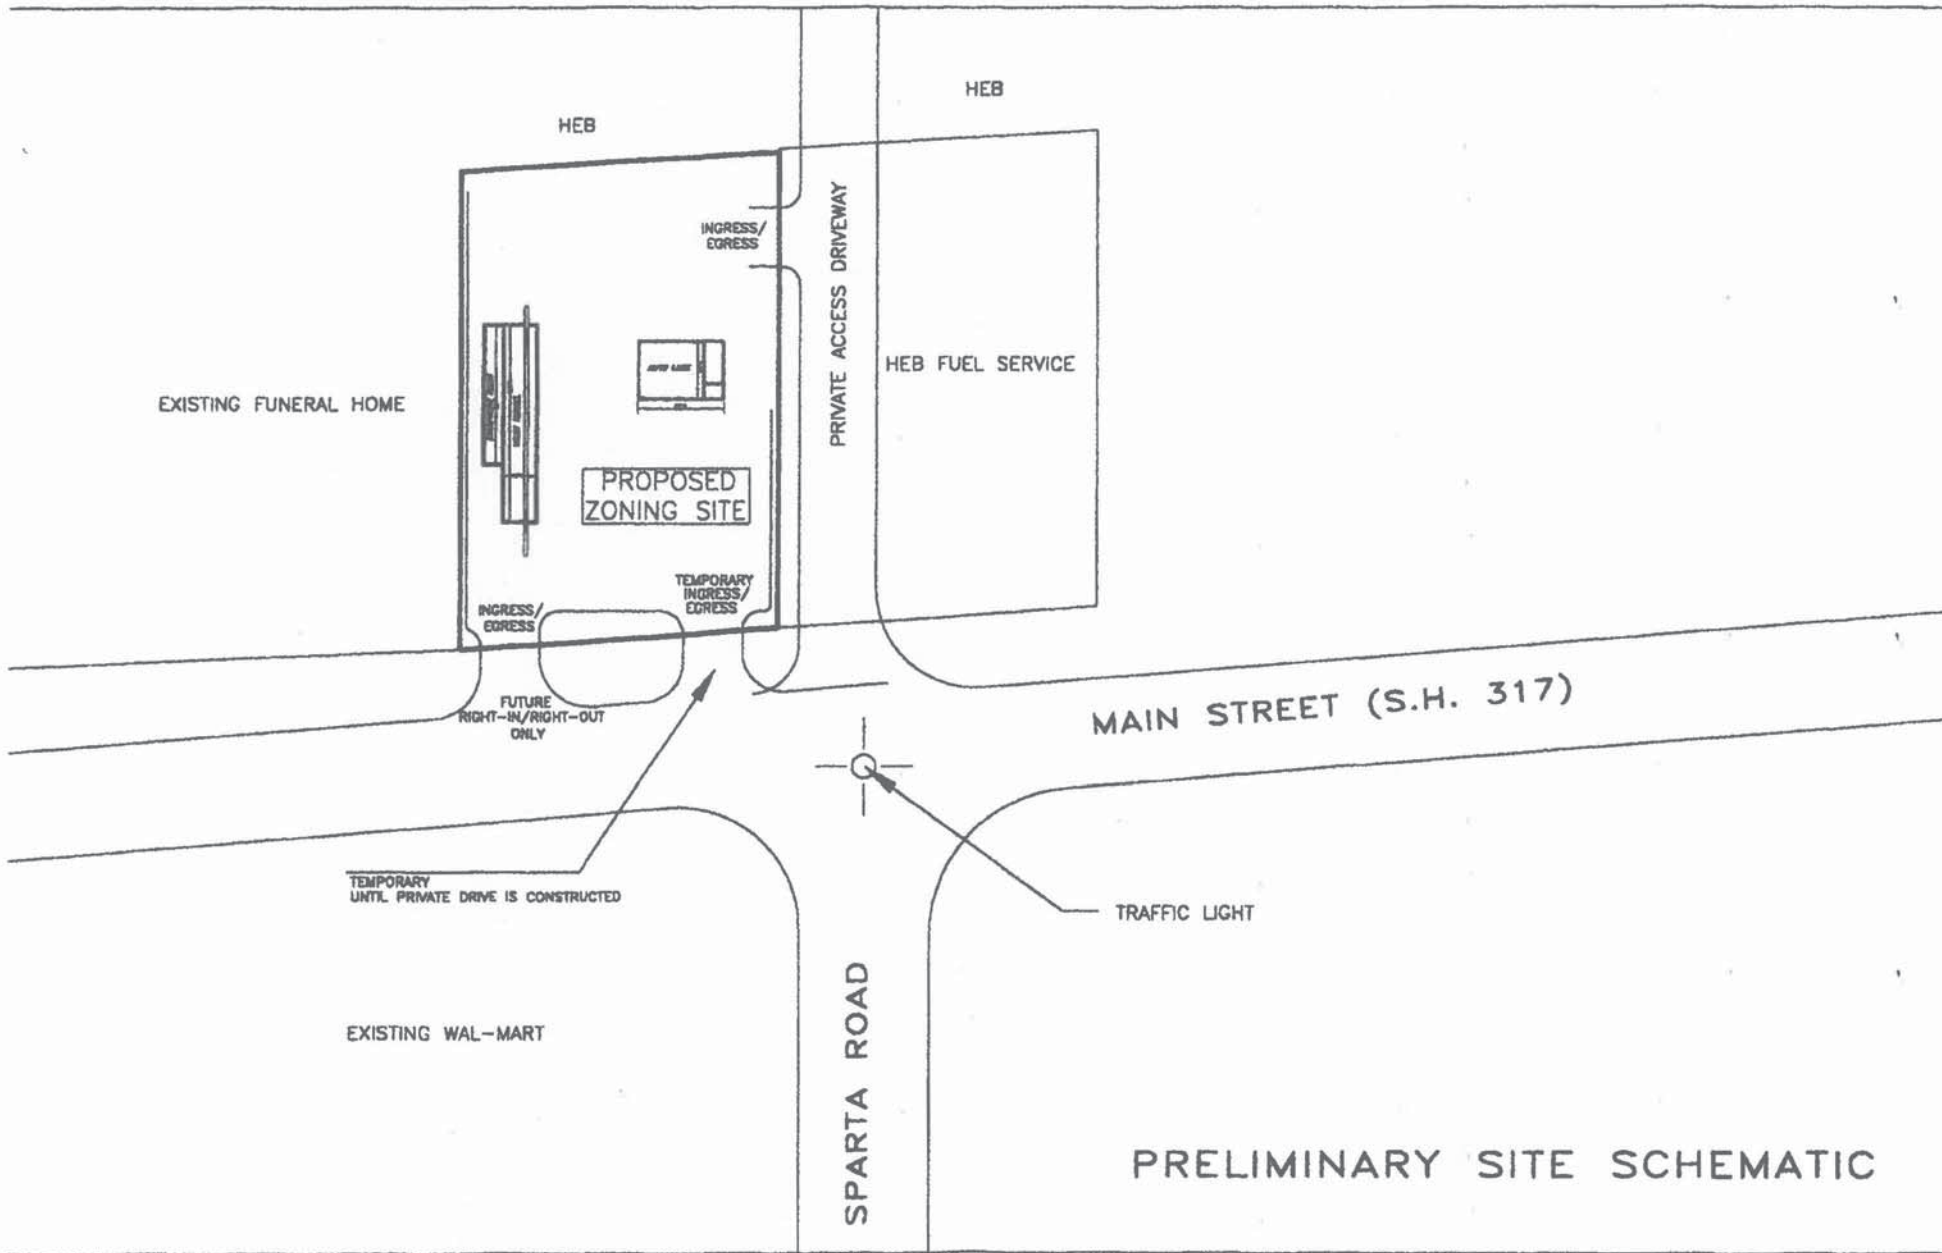 HEB
HEB
INGRESS/
EGRESS
PRIVATE ACCESS DRIVEWAY
HEB FUEL SERVICE
EXISTING FUNERAL HOME
AUTO LUBE
PROPOSED
ZONING SITE
TEMPORARY
INGRESS/
EGRESS
INGRESS/
EGRESS
FUTURE
RIGHT-IN/RIGHT-OUT
ONLY
MAIN STREET (S.H. 317)
TEMPORARY
UNTIL PRIVATE DRIVE IS CONSTRUCTED
TRAFFIC LIGHT
EXISTING WAL-MART
SPARTA ROAD
PRELIMINARY SITE SCHEMATIC